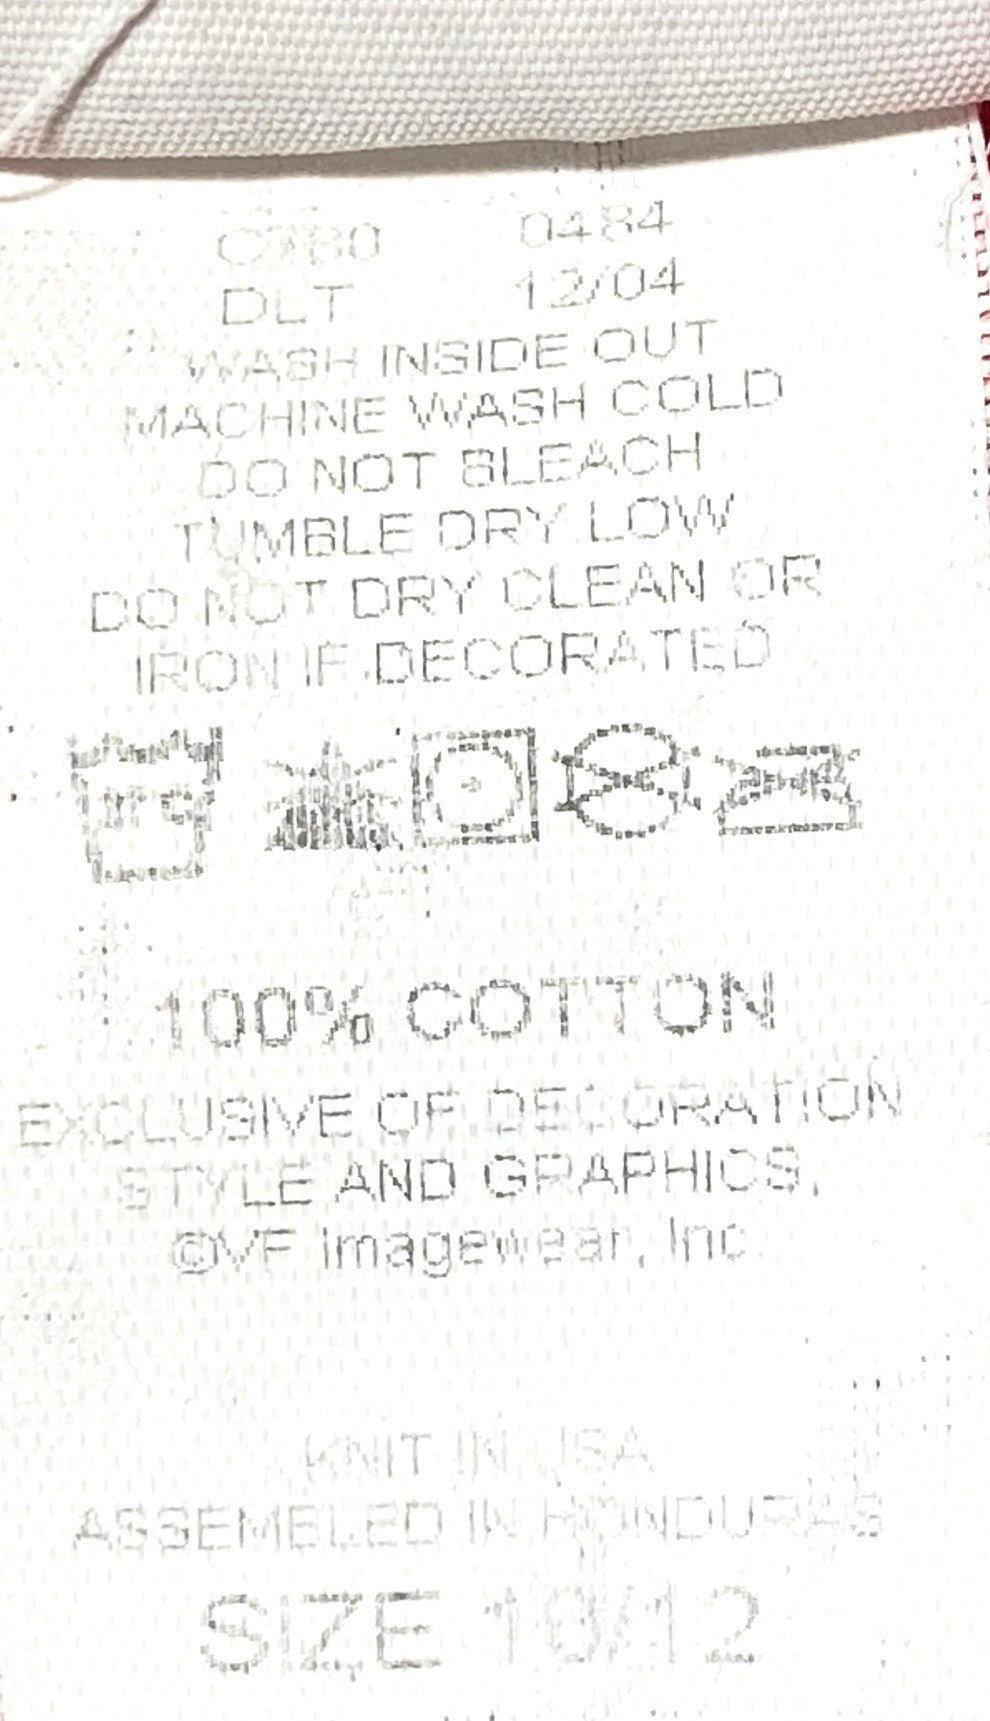 C780 0484
DLT 12/04
WASH INSIDE OUT
MACHINE WASH COLD
DO NOT BLEACH
TUMBLE DRY LOW
DO NOT DRY CLEAN OR
IRON IF DECORATED
100% COTTON
EXCLUSIVE OF DECORATION
STYLE AND GRAPHICS,
©VF Imagewear, Inc
KNIT IN USA
ASSEMBLED IN HONDURAS
SIZE 10/12